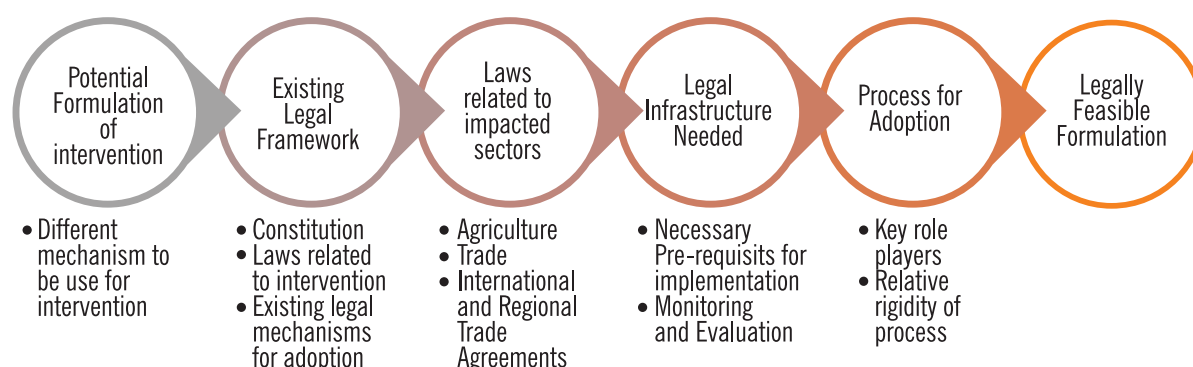 Potential
Formulation
of
intervention
• Different
mechanism to
be use for
intervention
Existing
Legal
Framework
• Constitution
• Laws related
to intervention
• Existing legal
mechanisms
for adoption
Laws
related to
impacted
sectors
• Agriculture
• Trade
• International
and Regional
Trade
Agreements
Legal
Infrastructure
Needed
• Necessary
Pre-requisits for
implementation
• Monitoring
and Evaluation
Process for
Adoption
• Key role
players
• Relative
rigidity of
process
Legally
Feasible
Formulation